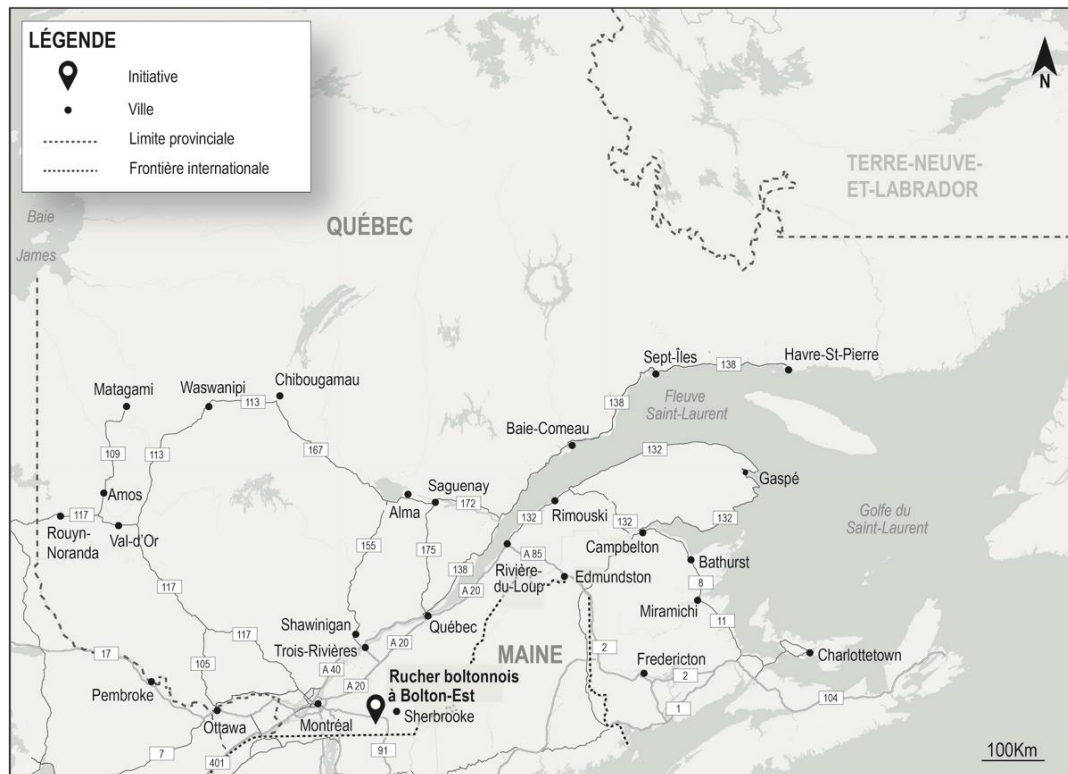 LÉGENDE
Initiative
Ville
Limite provinciale
Frontière internationale
N
TERRE-NEUVE-
ET-LABRADOR
Baie
James
QUÉBEC
Sept-Îles
138
Havre-St-Pierre
Fleuve
Saint-Laurent
138
Matagami
Waswanipi
113
Chibougamau
Baie-Comeau
109
113
167
132
Gaspé
Amos
Alma
Saguenay
172
132
Rimouski
132
132
Golfe du
Saint-Laurent
117
Rouyn-
Noranda
Val-d'Or
155
175
138
A 20
Rivière-
du-Loup
A 85
Campbelton
Bathurst
Edmundston
8
117
Miramichi
Shawinigan
Trois-Rivières
117
Québec
A 20
11
17
105
A 40
A 20
MAINE
2
Fredericton
2
Charlottetown
Pembroke
Rucher boltonnois
à Bolton-Est
104
Ottawa
Montréal
Sherbrooke
1
7
401
91
100Km